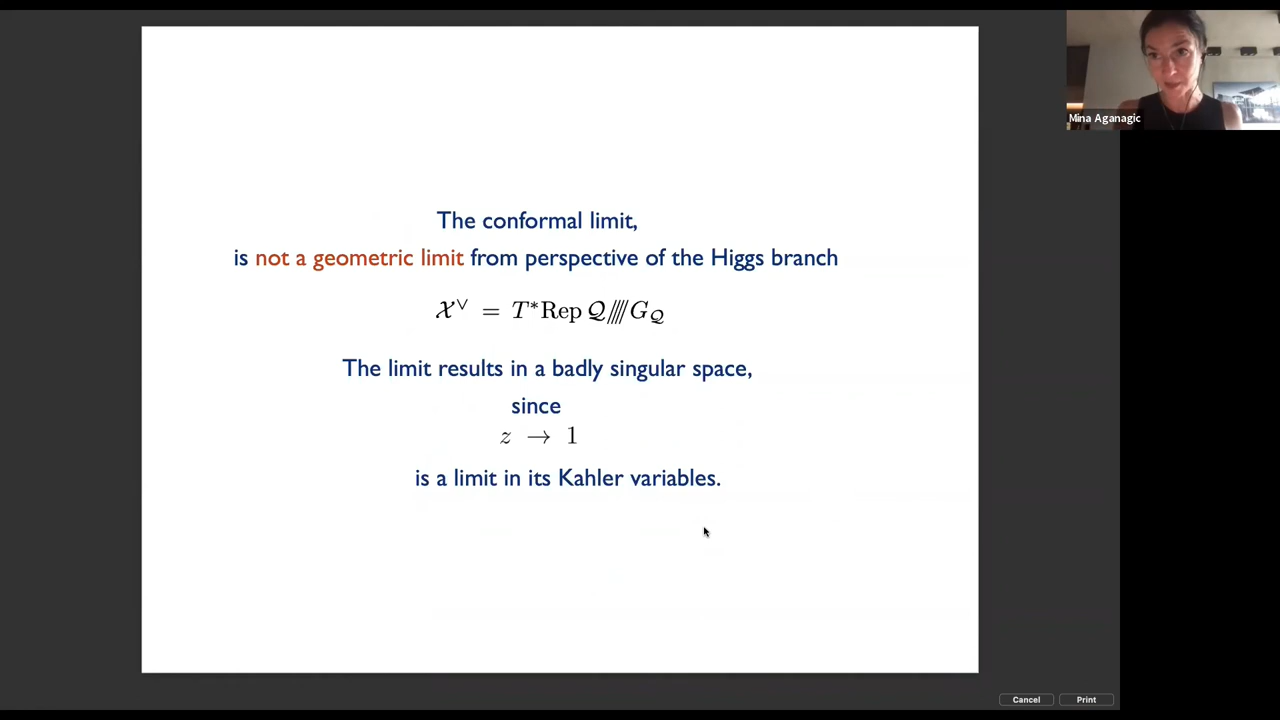 The conformal limit,
is not a geometric limit from perspective of the Higgs branch
𝒳^∨ = T*Rep 𝒬////G_𝒬
The limit results in a badly singular space,
since
z → 1
is a limit in its Kahler variables.
Mina Aganagic
Cancel
Print